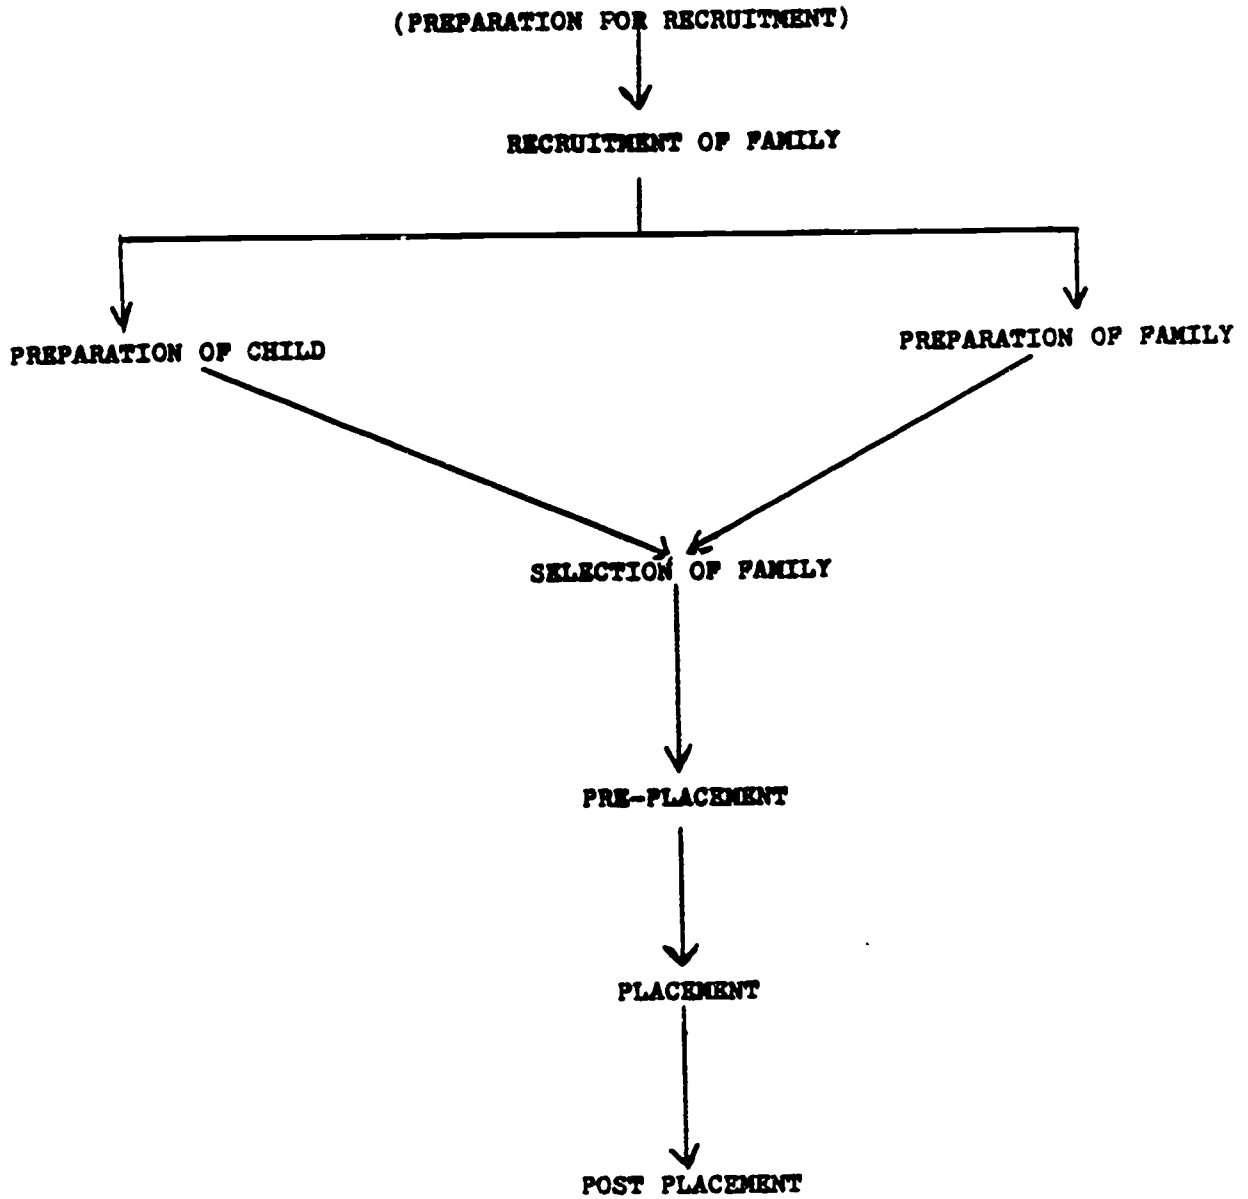 (PREPARATION FOR RECRUITMENT)
RECRUITMENT OF FAMILY
PREPARATION OF CHILD
PREPARATION OF FAMILY
SELECTION OF FAMILY
PRE-PLACEMENT
PLACEMENT
POST PLACEMENT